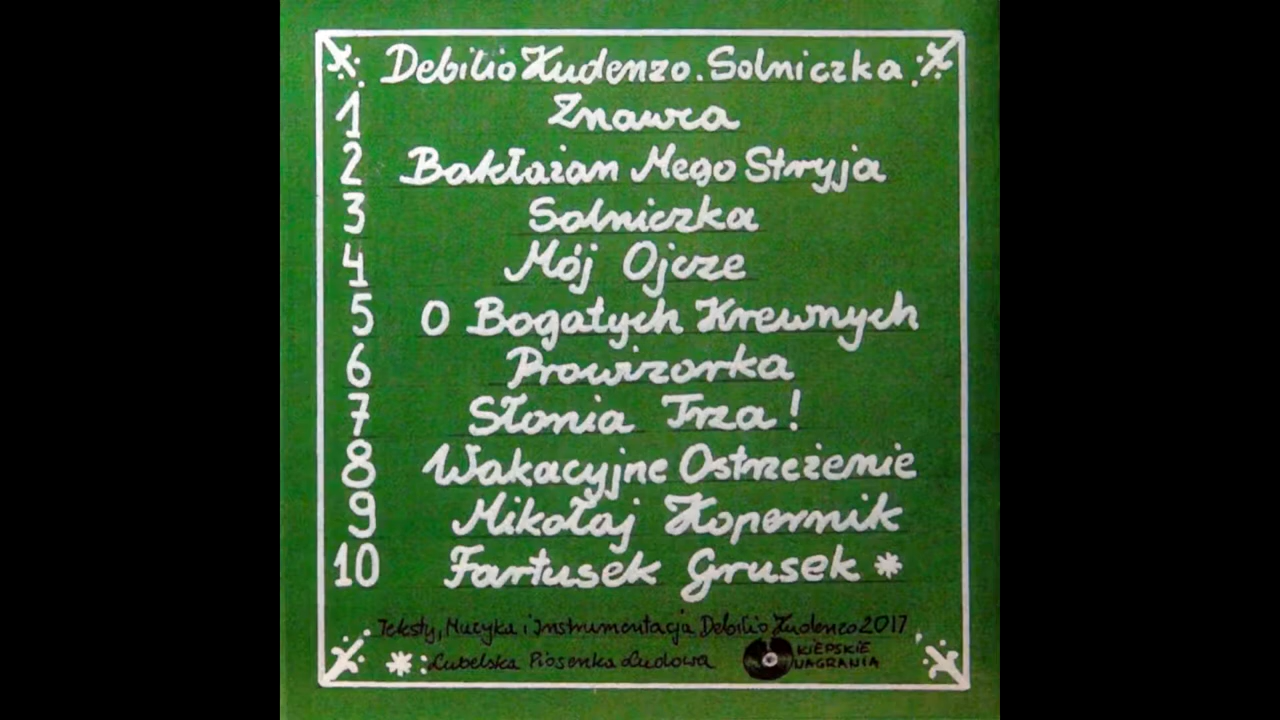 Debilio Kudenzo. Solniczka
1 Znawca
2 Bakłażan Mego Stryja
3 Solniczka
4 Mój Ojcze
5 O Bogatych Krewnych
6 Prowizorka
7 Słonia Trza!
8 Wakacyjne Ostrzeżenie
9 Mikołaj Kopernik
10 Fartusek Grusek *
Teksty, Muzyka i Instrumentacja Debilio Kudenzo 2017
* : Lubelska Piosenka Ludowa
KIEPSKIE
NAGRANIA